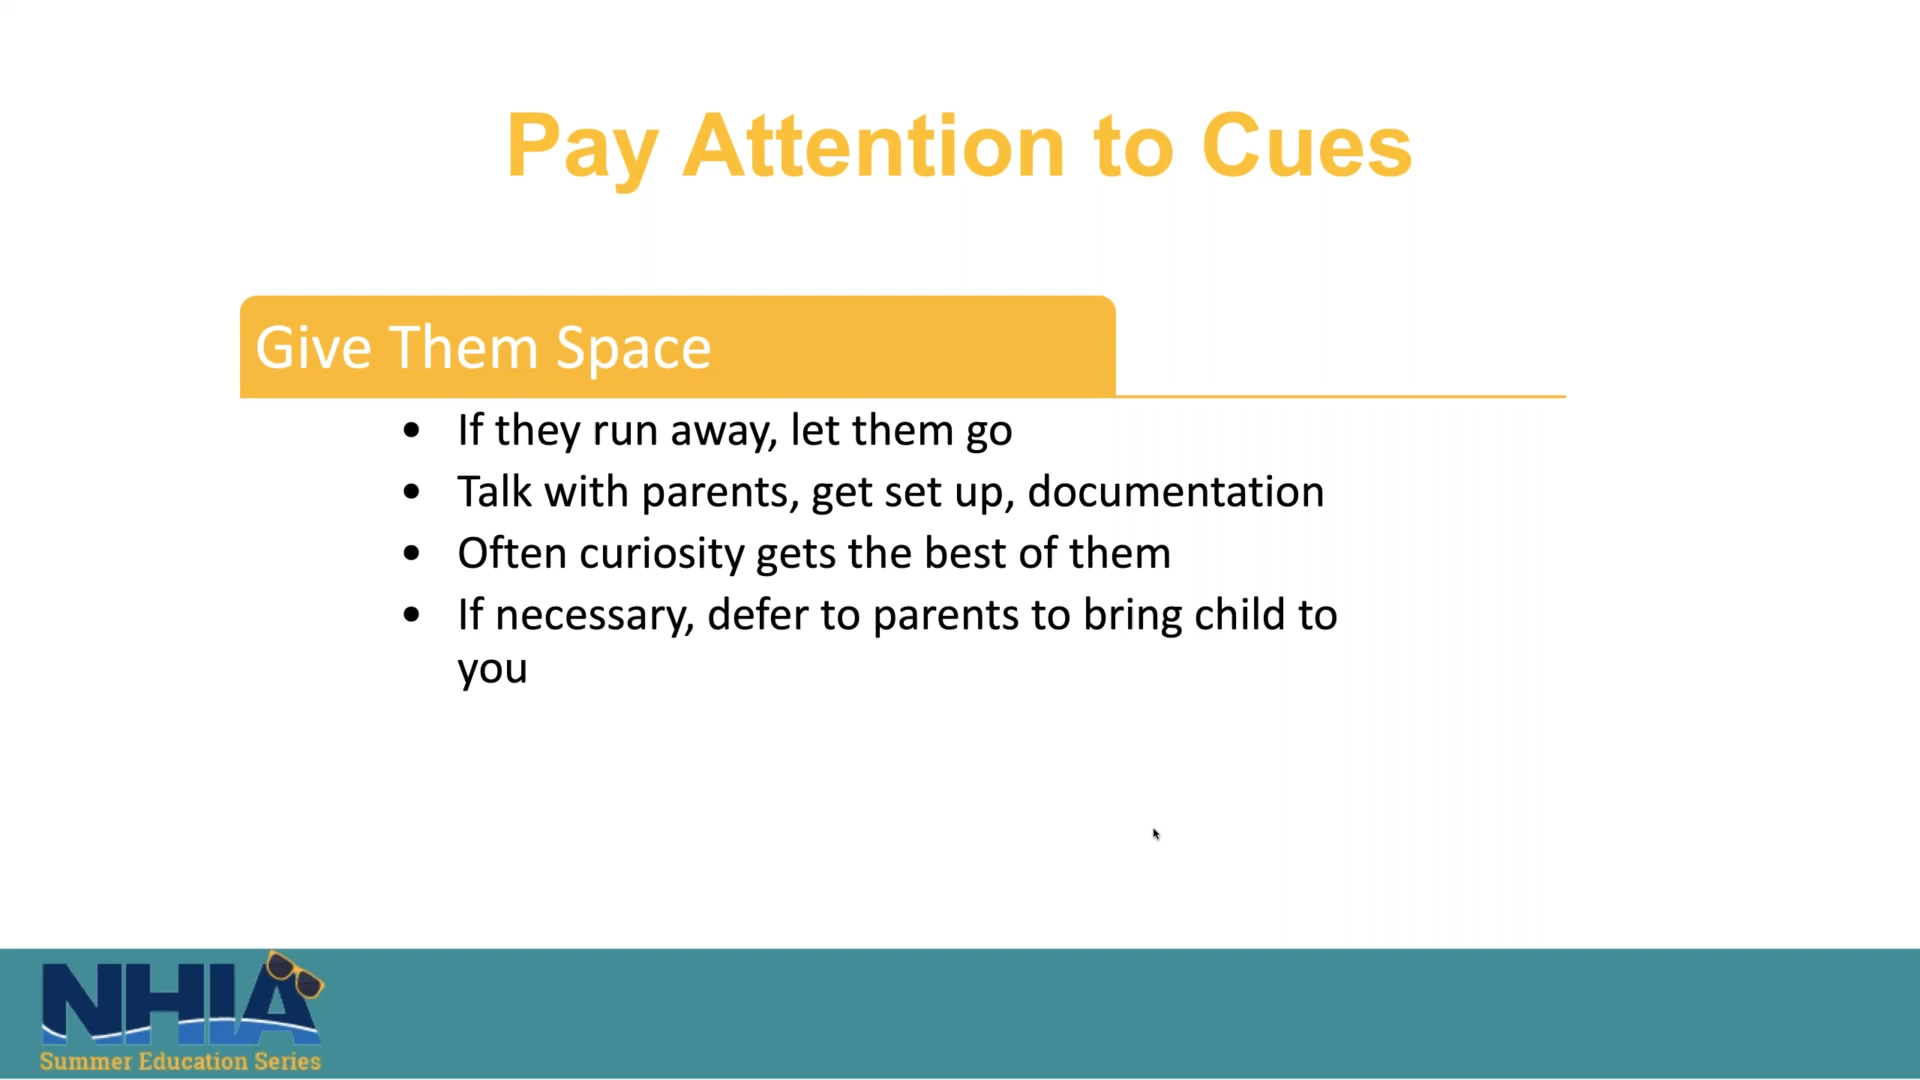 Pay Attention to Cues
Give Them Space
• If they run away, let them go
• Talk with parents, get set up, documentation
• Often curiosity gets the best of them
• If necessary, defer to parents to bring child to
you
NHIA
Summer Education Series